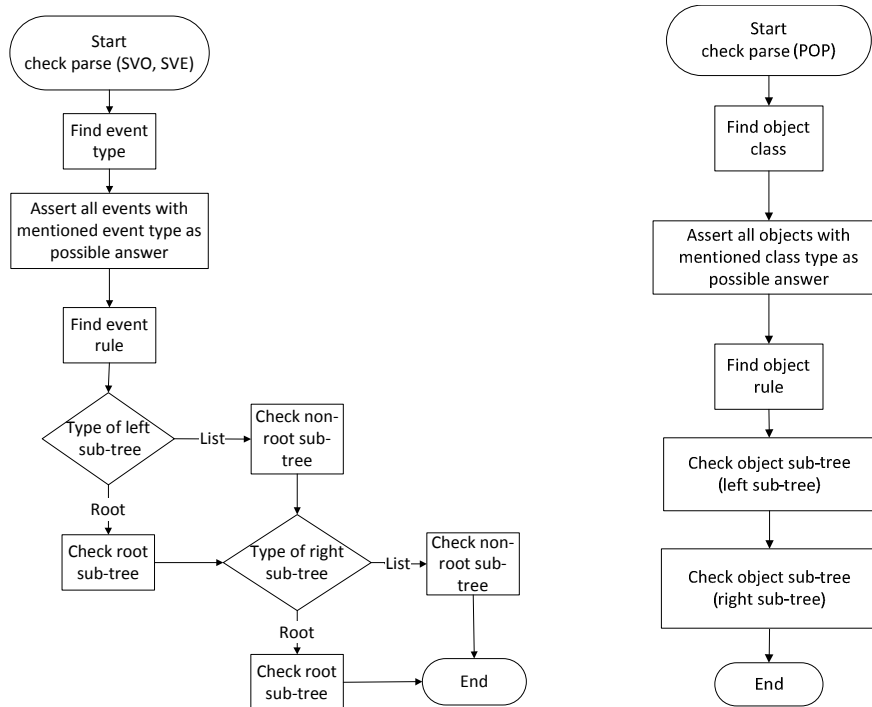 Start
check parse (SVO, SVE)
Find event
type
Assert all events with
mentioned event type as
possible answer
Find event
rule
Type of left
sub-tree
List
Check non-
root sub-
tree
Root
Check root
sub-tree
Type of right
sub-tree
List
Check non-
root sub-
tree
Root
Check root
sub-tree
End
Start
check parse (POP)
Find object
class
Assert all objects with
mentioned class type as
possible answer
Find object
rule
Check object sub-tree
(left sub-tree)
Check object sub-tree
(right sub-tree)
End